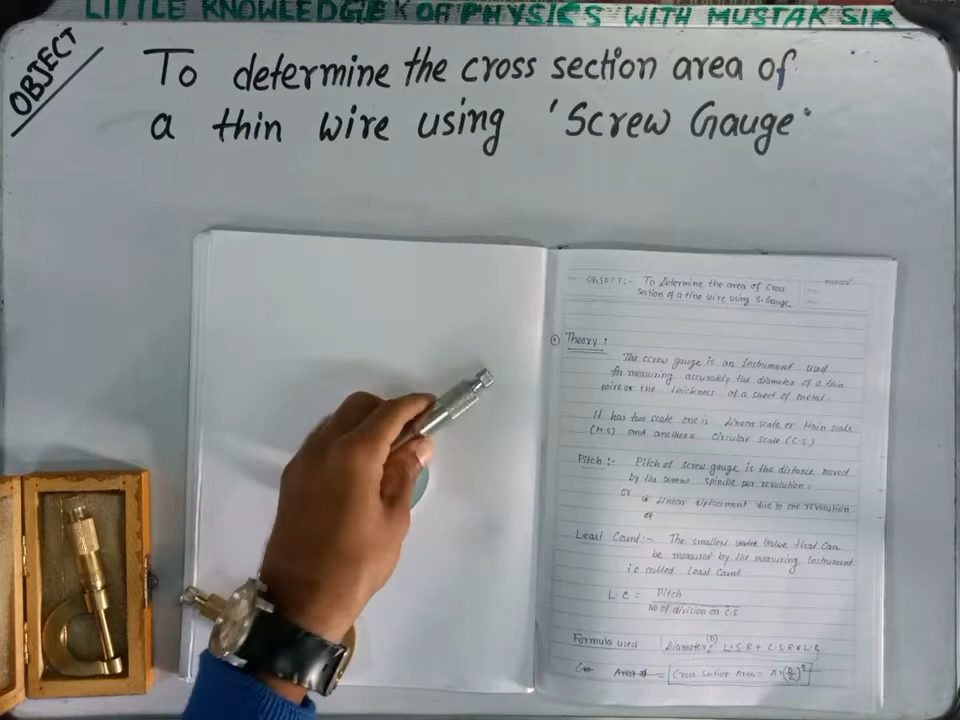 LITTLE KNOWLEDGE OF PHYSICS WITH MUSTAK SIR
OBJECT
To determine the cross section area of
a thin wire using 'Screw Gauge'
OBJECT:- To Determine the area of Cross
Section of a thine wire using S.Gauge
Theory:
The screw gauge is an instrument used
for measuring accurately the diameter of a thin
wire or the thickness of a sheet of metal.
It has two scale one is Linear scale or Main scale
(M.S) and another Circular Scale (C.S)
Pitch:- Pitch of screw gauge is the distance moved
by the screw spindle per revolution.
or
Linear diplacement due to one revolution
of
Least Count:- The smallest value that can
be measured by the measuring instrument
is called Least Count
L.C = Pitch
No of division on C.S
Formula used Diameter(D) = L.S.R + C.S.R x L.C
Cross Section Area = π.(D/2)²